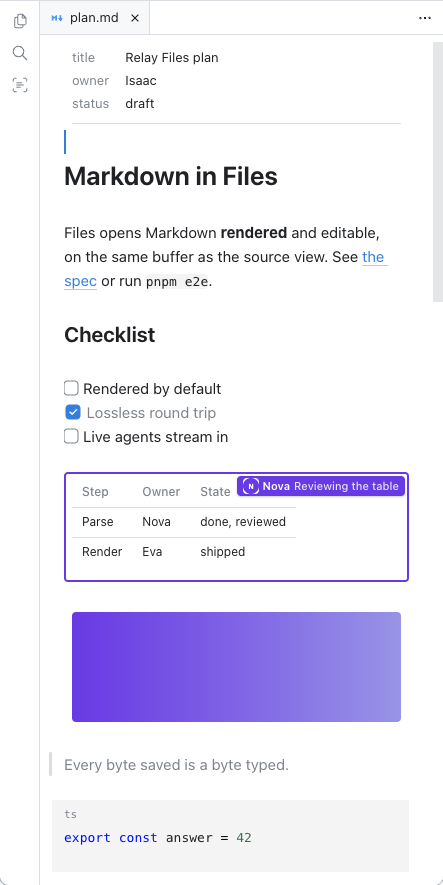 plan.md
title Relay Files plan
owner Isaac
status draft
Markdown in Files
Files opens Markdown rendered and editable,
on the same buffer as the source view. See the
spec or run pnpm e2e.
Checklist
Rendered by default
Lossless round trip
Live agents stream in
N Nova Reviewing the table
Step Owner State
Parse Nova done, reviewed
Render Eva shipped
Every byte saved is a byte typed.
ts
export const answer = 42